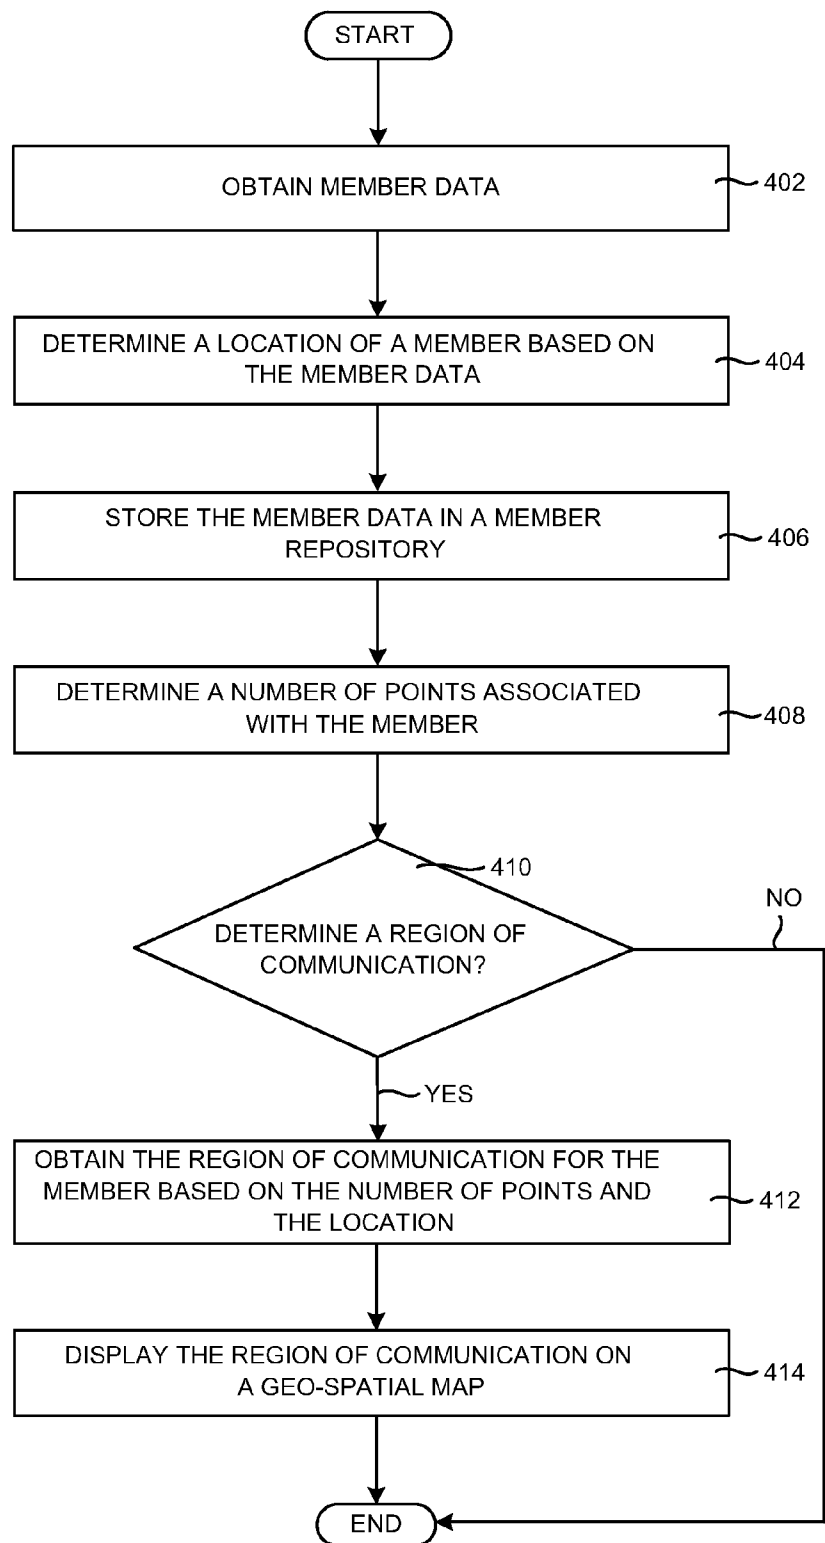 START
OBTAIN MEMBER DATA
402
DETERMINE A LOCATION OF A MEMBER BASED ON
THE MEMBER DATA
404
STORE THE MEMBER DATA IN A MEMBER
REPOSITORY
406
DETERMINE A NUMBER OF POINTS ASSOCIATED
WITH THE MEMBER
408
410
NO
DETERMINE A REGION OF
COMMUNICATION?
YES
OBTAIN THE REGION OF COMMUNICATION FOR THE
MEMBER BASED ON THE NUMBER OF POINTS AND
THE LOCATION
412
DISPLAY THE REGION OF COMMUNICATION ON
A GEO-SPATIAL MAP
414
END